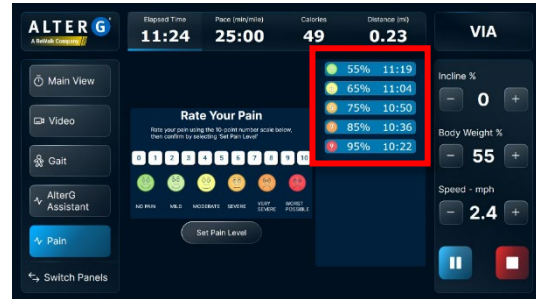 ALTER G
A ReWalk Company
Elapsed Time
11:24
Pace (min/mile)
25:00
Calories
49
Distance (mi)
0.23
VIA
Main View
Video
Gait
AlterG
Assistant
Pain
Switch Panels
Rate Your Pain
Rate your pain using the 10-point number scale below,
then confirm by selecting 'Set Pain Level'
0 1 2 3 4 5 6 7 8 9 10
NO PAIN MILD MODERATE SEVERE VERY SEVERE WORST POSSIBLE
Set Pain Level
55% 11:19
65% 11:04
75% 10:50
85% 10:36
95% 10:22
Incline %
- 0 +
Body Weight %
- 55 +
Speed - mph
- 2.4 +